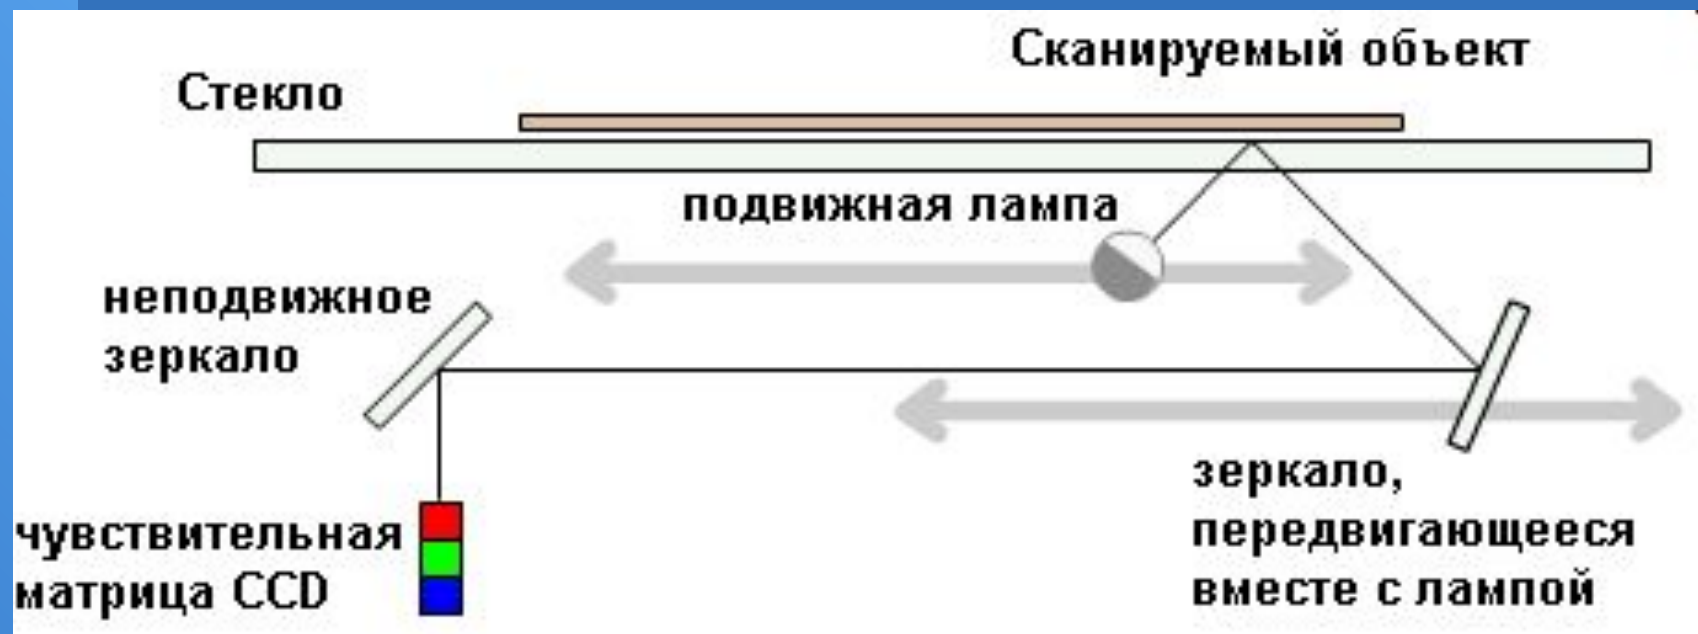 Сканируемый объект
Стекло
подвижная лампа
неподвижное
зеркало
зеркало,
передвигающееся
вместе с лампой
чувствительная
матрица CCD